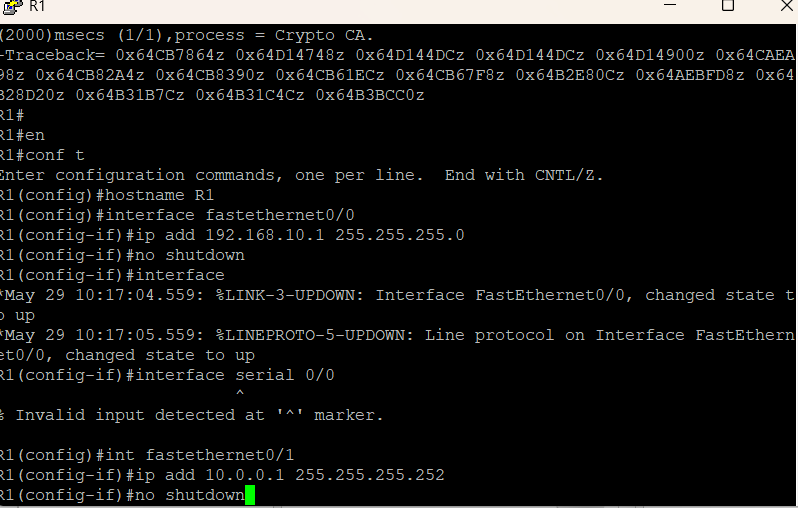 R1
(2000)msecs (1/1),process = Crypto CA.
-Traceback= 0x64CB7864z 0x64D14748z 0x64D144DCz 0x64D144DCz 0x64D14900z 0x64CAEA
98z 0x64CB82A4z 0x64CB8390z 0x64CB61ECz 0x64CB67F8z 0x64B2E80Cz 0x64AEBFD8z 0x64
B28D20z 0x64B31B7Cz 0x64B31C4Cz 0x64B3BCC0z
R1#
R1#en
R1#conf t
Enter configuration commands, one per line.  End with CNTL/Z.
R1(config)#hostname R1
R1(config)#interface fastethernet0/0
R1(config-if)#ip add 192.168.10.1 255.255.255.0
R1(config-if)#no shutdown
R1(config-if)#interface
*May 29 10:17:04.559: %LINK-3-UPDOWN: Interface FastEthernet0/0, changed state t
o up
*May 29 10:17:05.559: %LINEPROTO-5-UPDOWN: Line protocol on Interface FastEthern
et0/0, changed state to up
R1(config-if)#interface serial 0/0
^
% Invalid input detected at '^' marker.
R1(config)#int fastethernet0/1
R1(config-if)#ip add 10.0.0.1 255.255.255.252
R1(config-if)#no shutdown